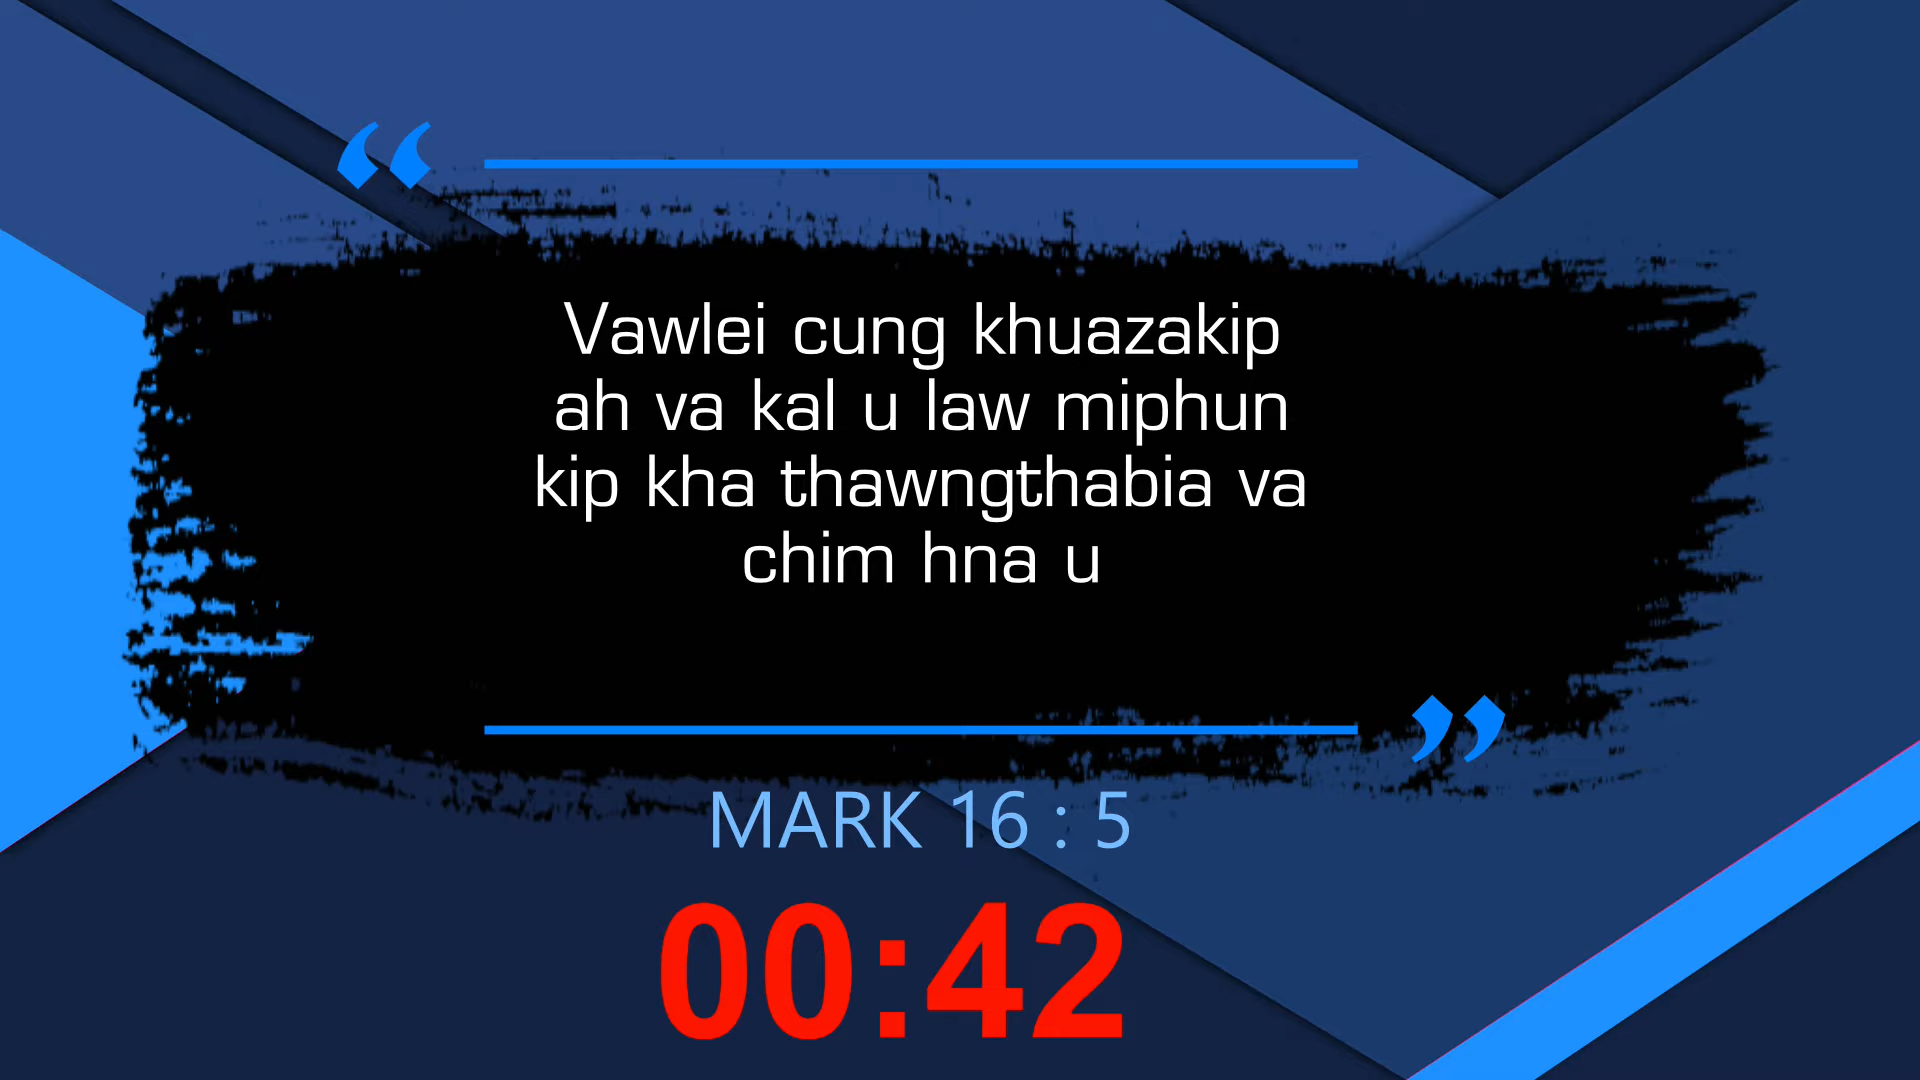 “
Vawlei cung khuazakip
ah va kal u law miphun
kip kha thawngthabia va
chim hna u
”
MARK 16 : 5
00:42